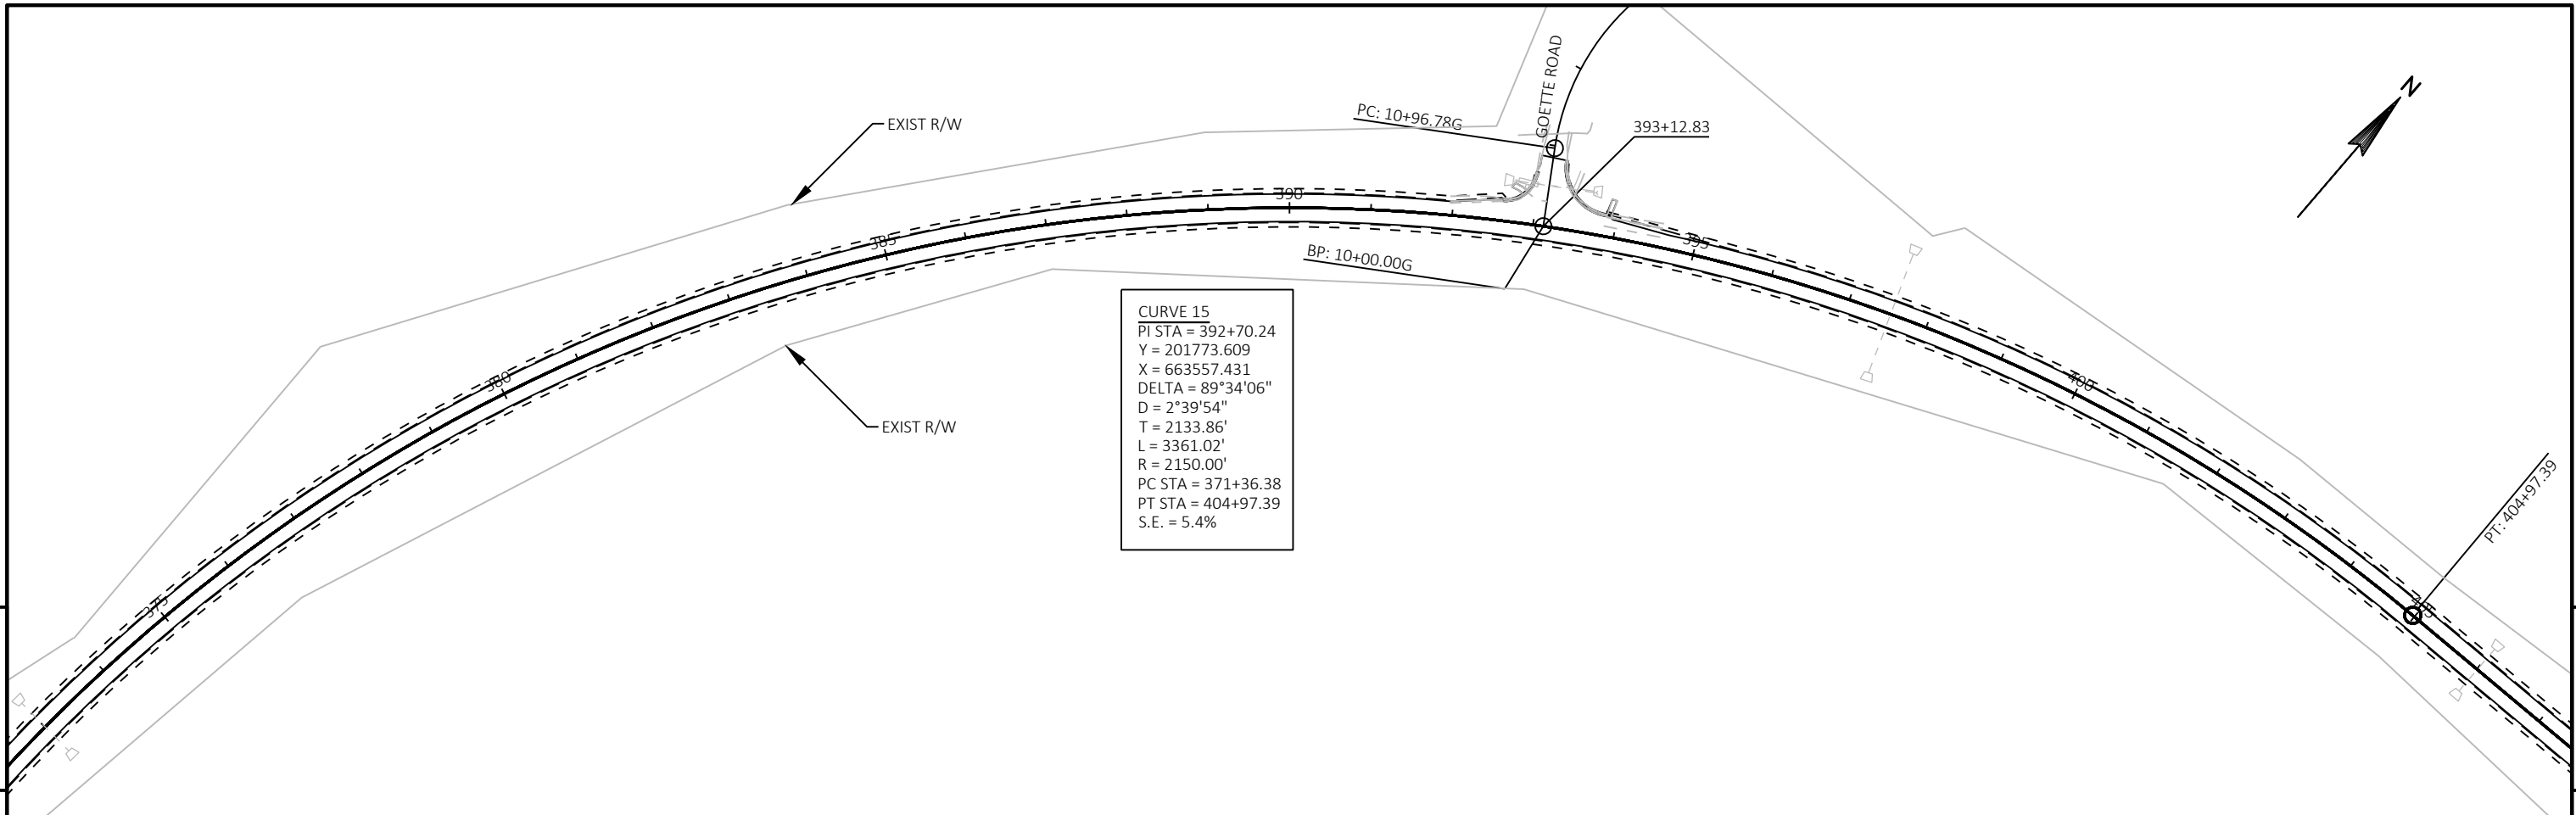 N
GOETTE ROAD
PC: 10+96.78G
EXIST R/W
393+12.83
390
385
395
BP: 10+00.00G
CURVE 15
PI STA = 392+70.24
Y = 201773.609
X = 663557.431
DELTA = 89°34'06"
D = 2°39'54"
T = 2133.86'
L = 3361.02'
R = 2150.00'
PC STA = 371+36.38
PT STA = 404+97.39
S.E. = 5.4%
380
400
EXIST R/W
PT: 404+97.39
375
405